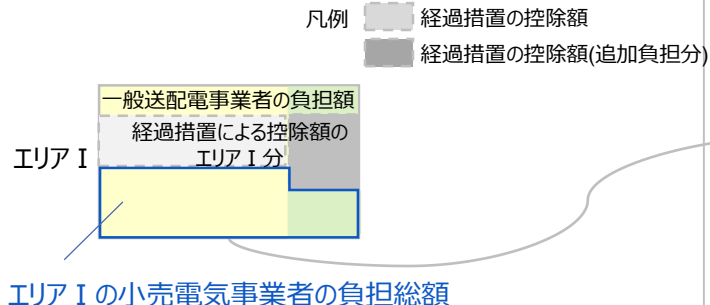 凡例 経過措置の控除額
経過措置の控除額(追加負担分)
一般送配電事業者の負担額
経過措置による控除額の
エリアⅠ分
エリアⅠ
エリアⅠの小売電気事業者の負担総額